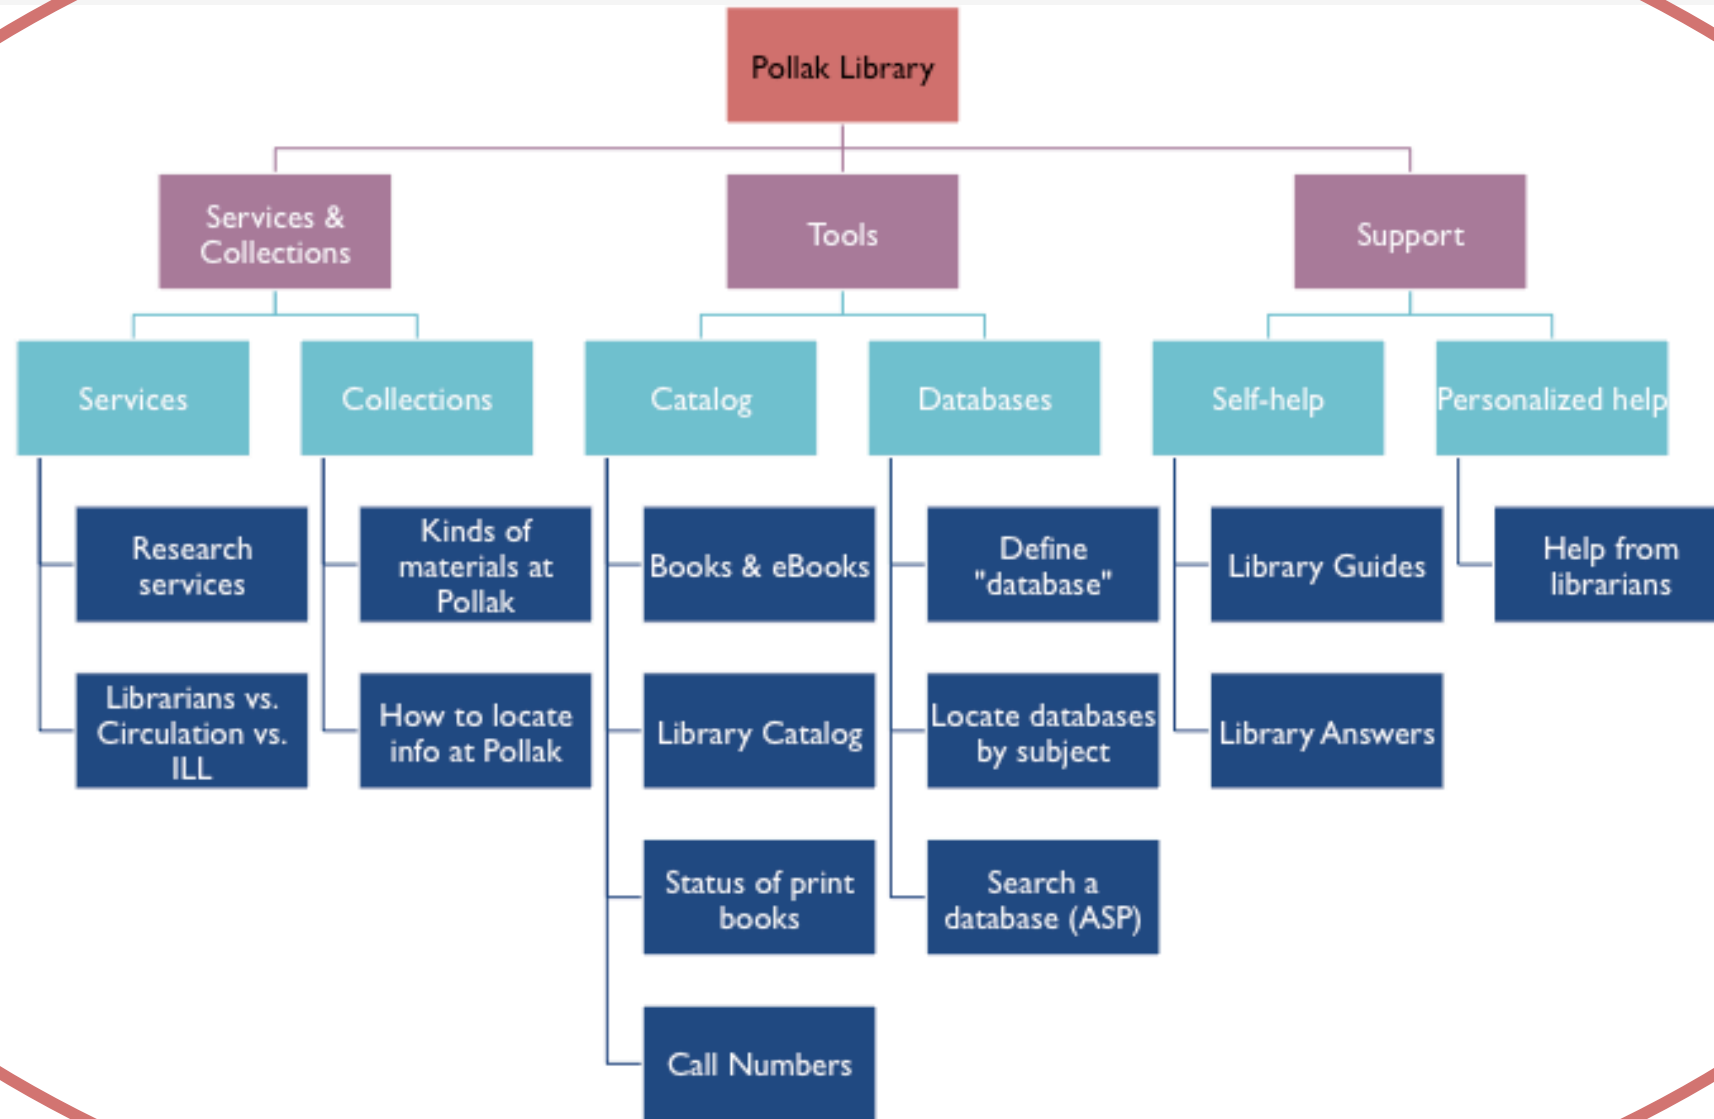 Pollak Library
Services &
Collections
Tools
Support
Services
Collections
Catalog
Databases
Self-help
Personalized help
Research
services
Librarians vs.
Circulation vs.
ILL
Kinds of
materials at
Pollak
How to locate
info at Pollak
Books & eBooks
Library Catalog
Status of print
books
Call Numbers
Define
"database"
Locate databases
by subject
Search a
database (ASP)
Library Guides
Library Answers
Help from
librarians